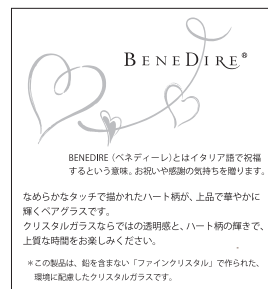 BENEDIRE®
BENEDIRE（ベネディーレ）とはイタリア語で祝福
するという意味。お祝いや感謝の気持ちを贈ります。
なめらかなタッチで描かれたハート柄が、上品で華やかに
輝くペアグラスです。
クリスタルガラスならではの透明感と、ハート柄の輝きで、
上質な時間をお楽しみください。
＊この製品は、鉛を含まない「ファインクリスタル」で作られた、
環境に配慮したクリスタルガラスです。